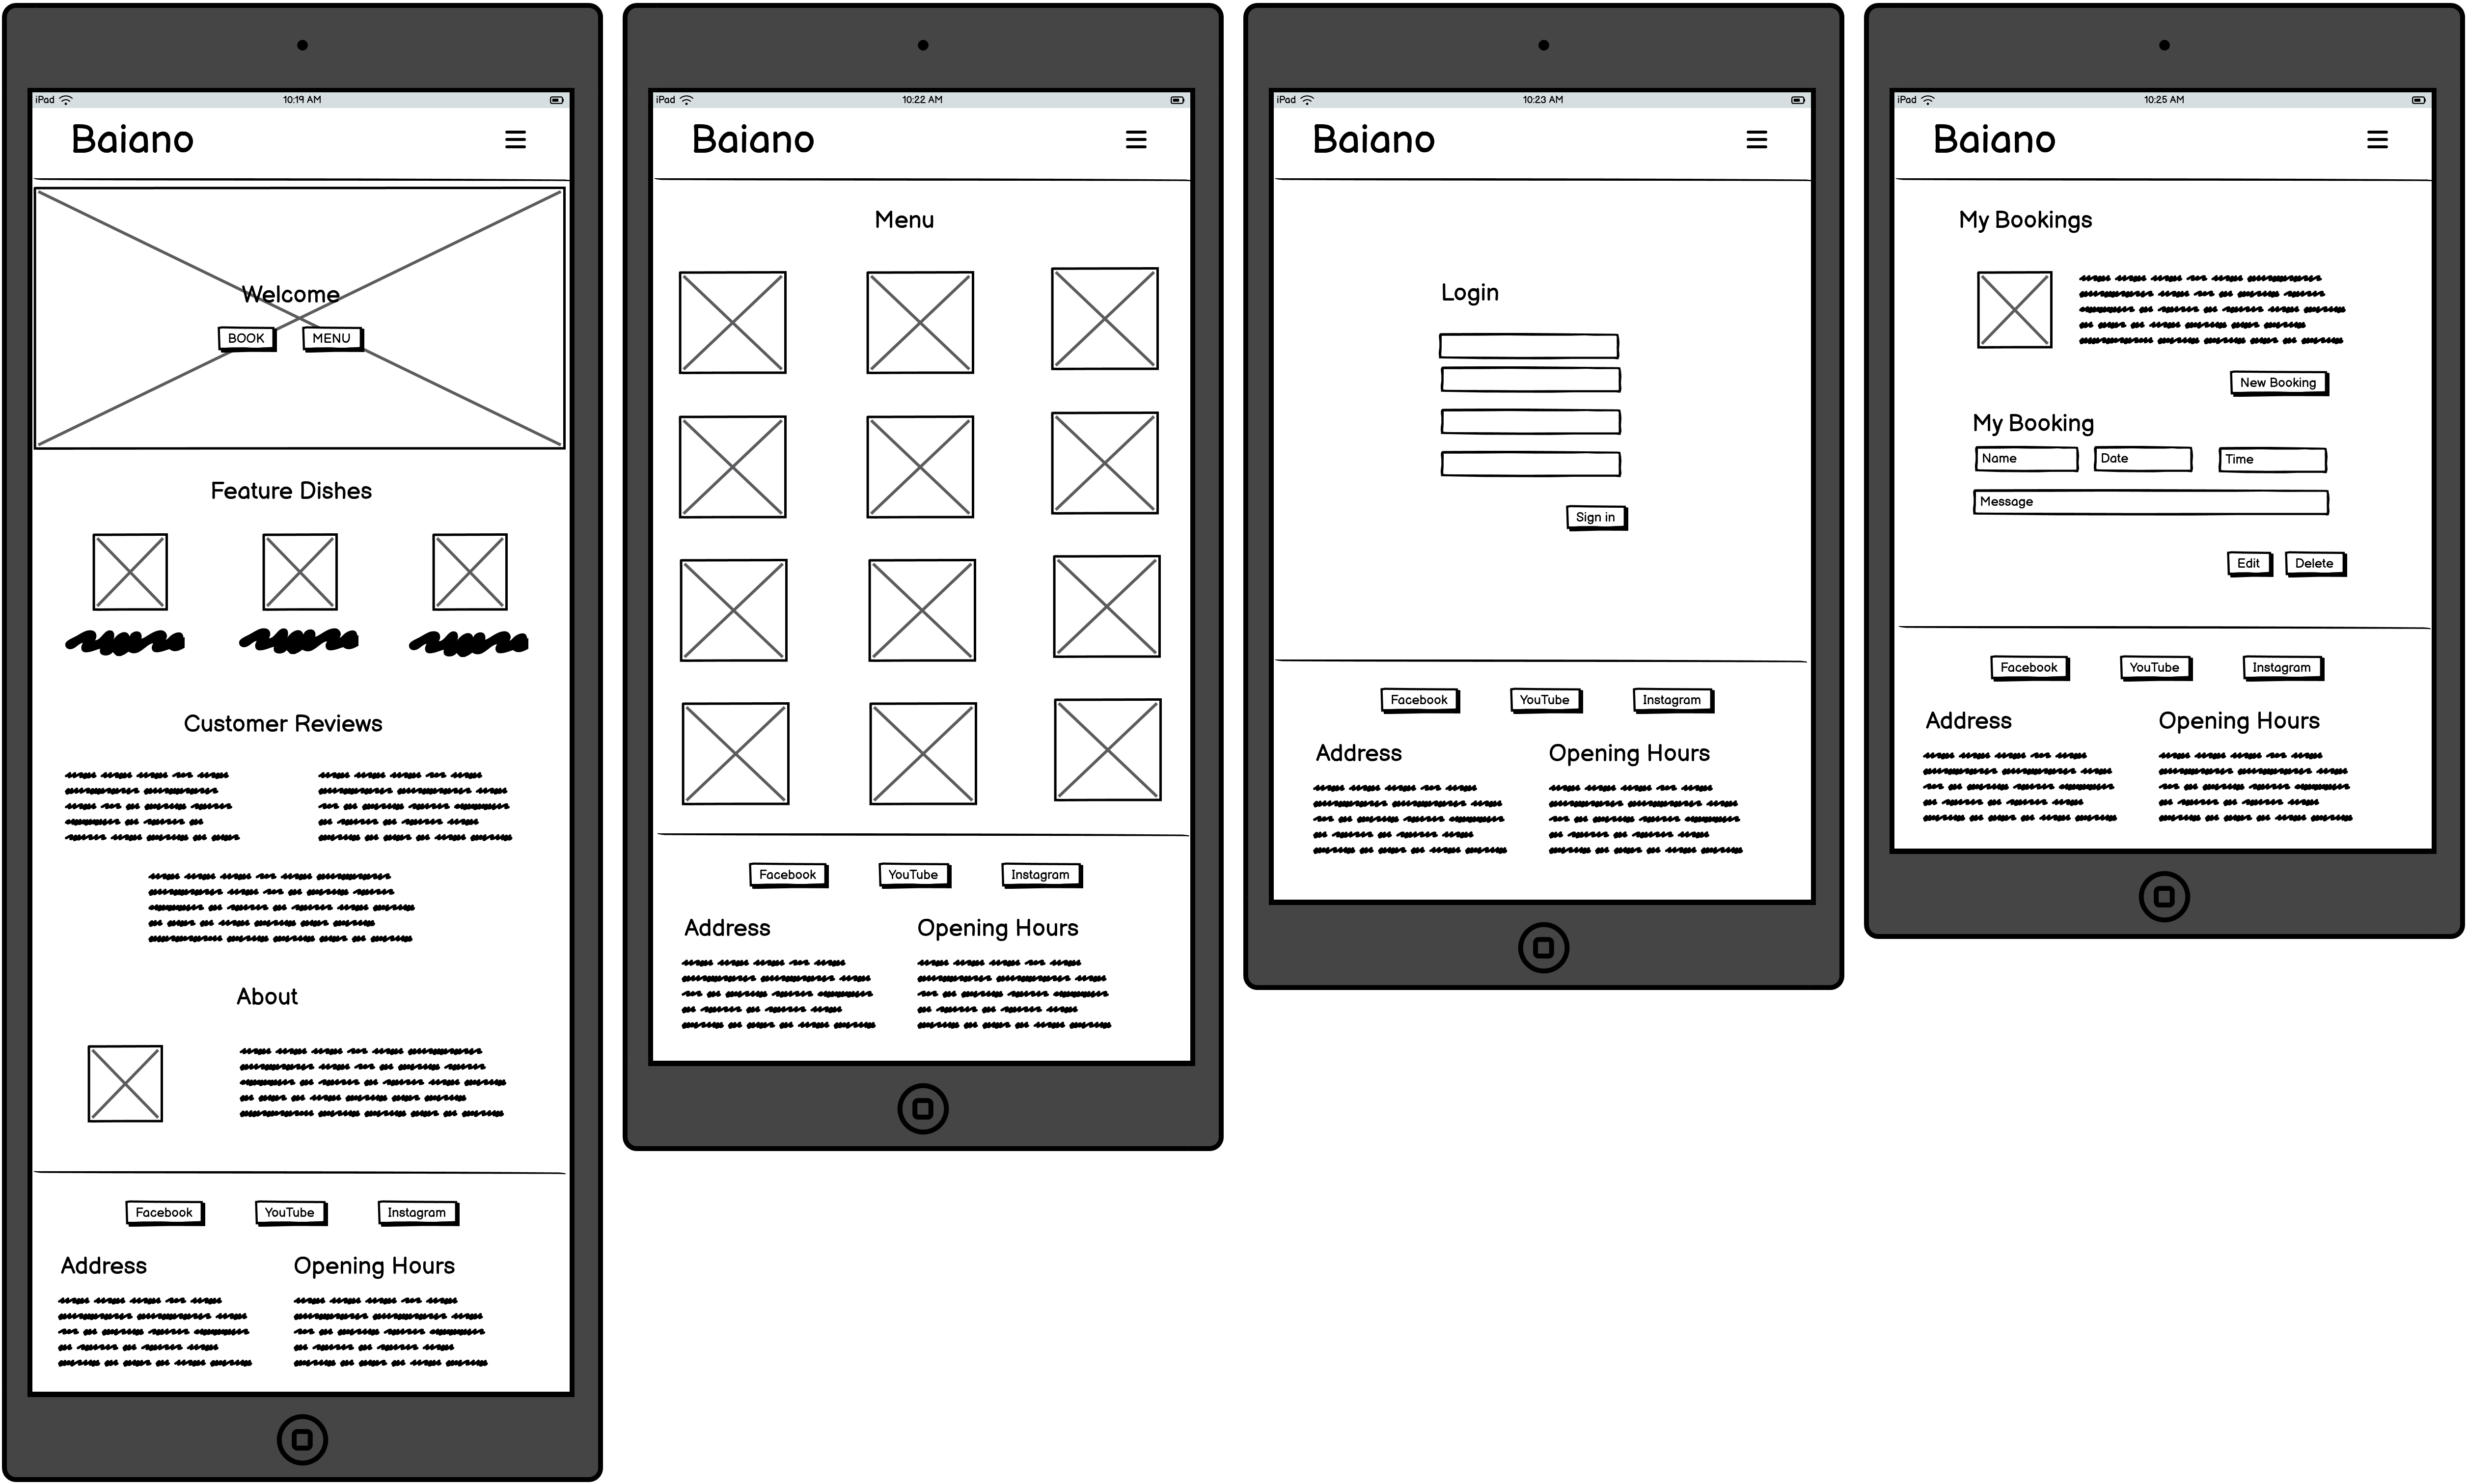 iPad 10:19 AM
Baiano
Welcome
BOOK MENU
Feature Dishes
Customer Reviews
About
Facebook YouTube Instagram
Address Opening Hours
iPad 10:22 AM
Baiano
Menu
Facebook YouTube Instagram
Address Opening Hours
iPad 10:23 AM
Baiano
Login
Sign in
Facebook YouTube Instagram
Address Opening Hours
iPad 10:25 AM
Baiano
My Bookings
New Booking
My Booking
Name Date Time
Message
Edit Delete
Facebook YouTube Instagram
Address Opening Hours